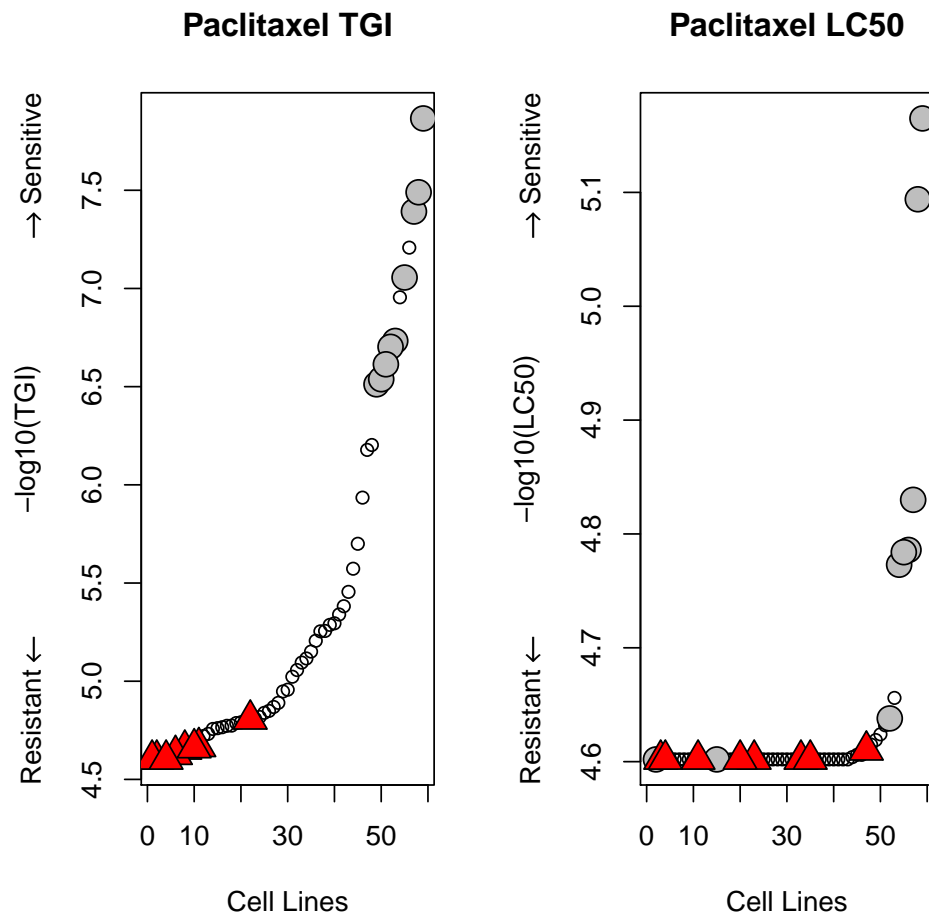 Paclitaxel TGI
→ Sensitive
−log10(TGI)
Resistant ←
7.5
7.0
6.5
6.0
5.5
5.0
4.5
0 10 30 50
Cell Lines
Paclitaxel LC50
→ Sensitive
−log10(LC50)
Resistant ←
5.1
5.0
4.9
4.8
4.7
4.6
0 10 30 50
Cell Lines